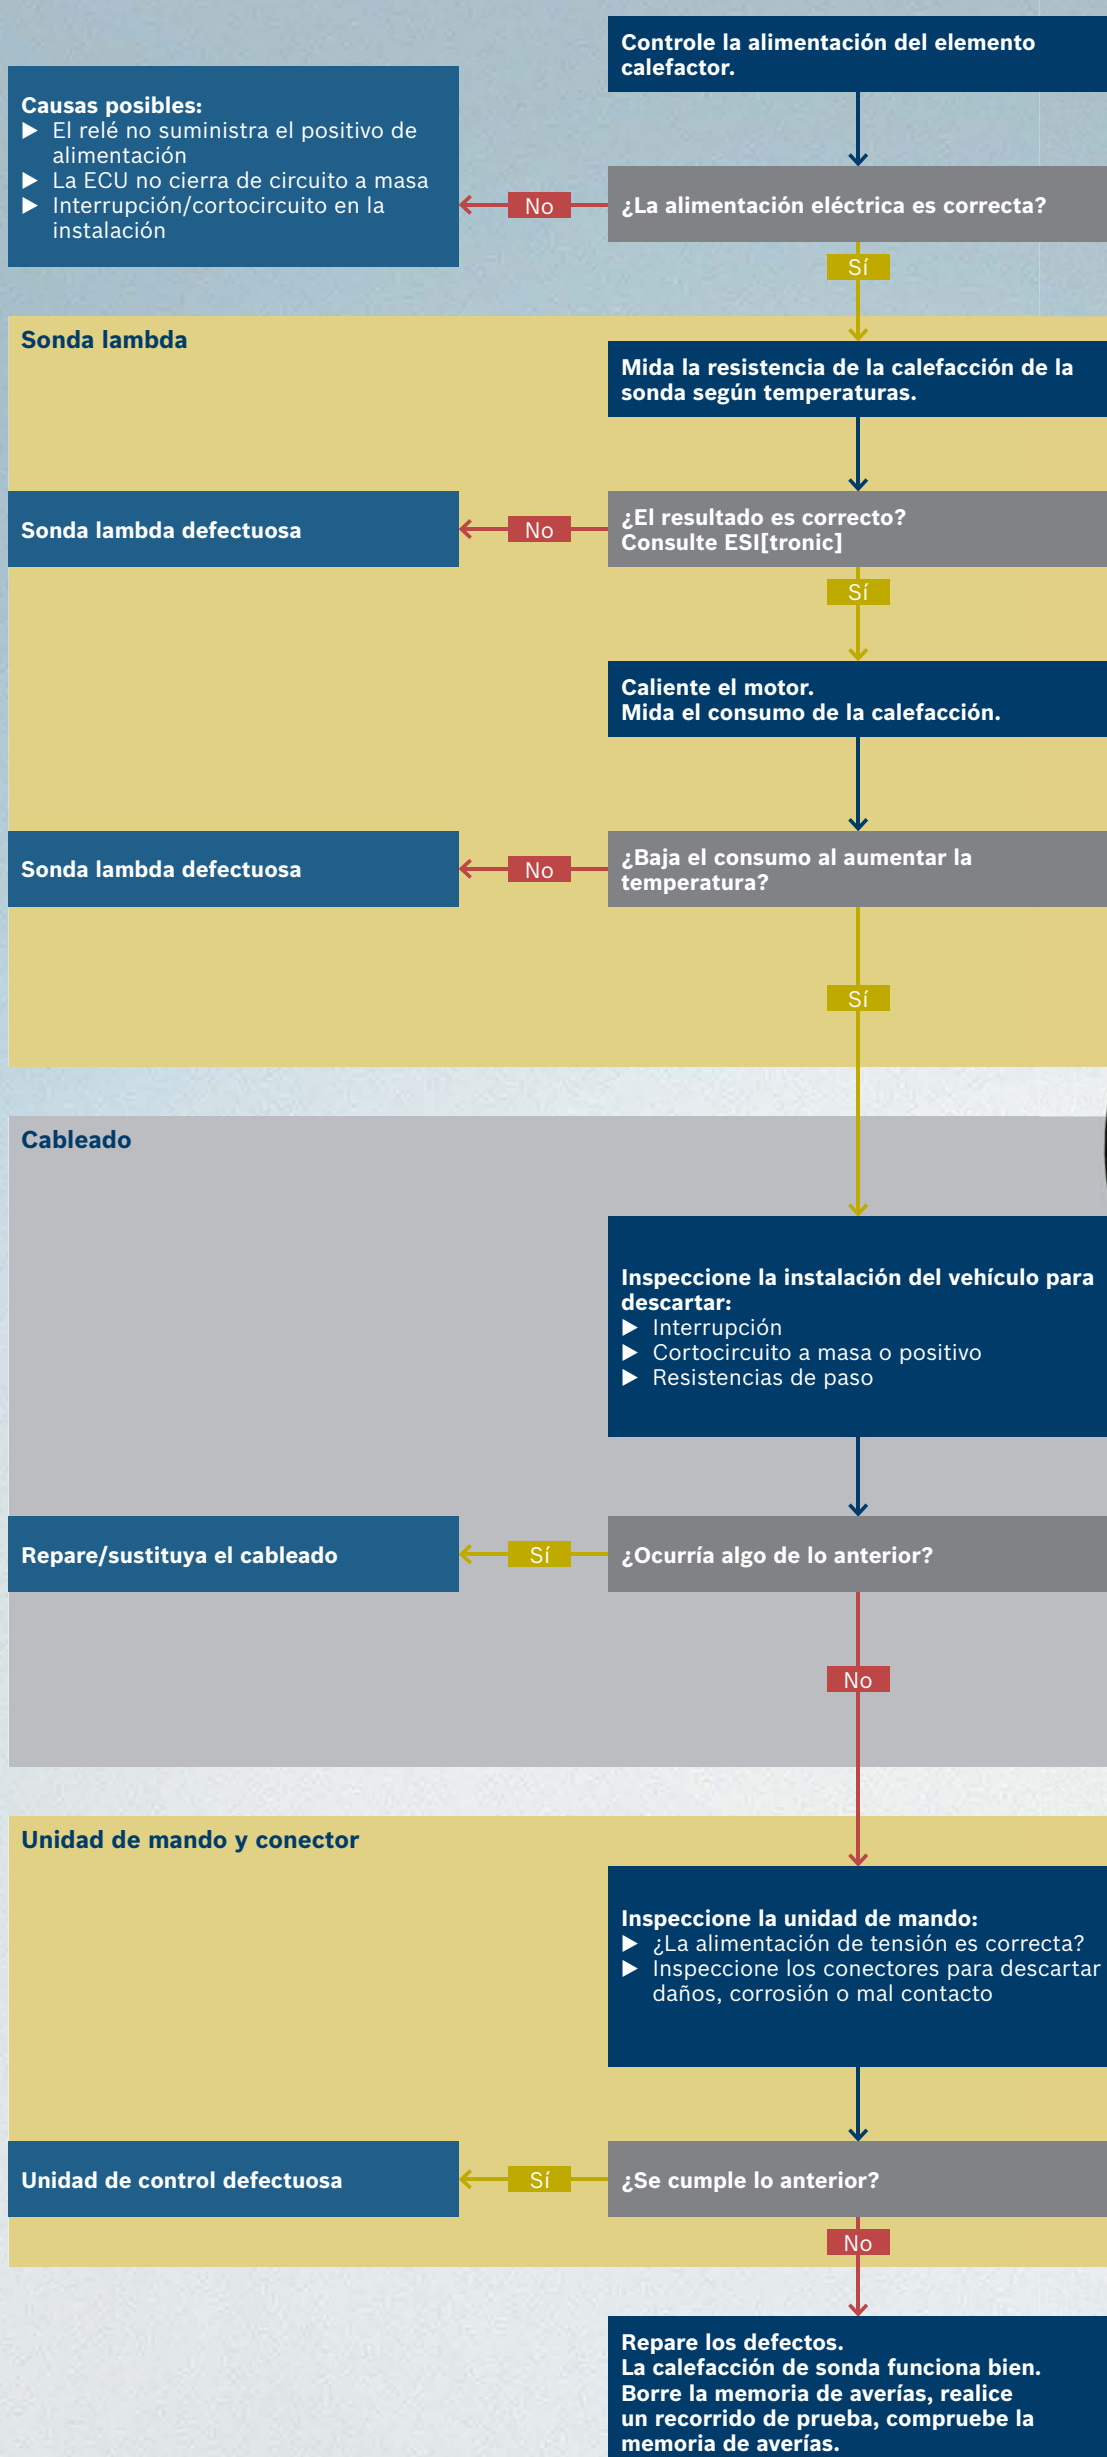 Controle la alimentación del elemento
calefactor.
Causas posibles:
▶ El relé no suministra el positivo de
alimentación
▶ La ECU no cierra de circuito a masa
▶ Interrupción/cortocircuito en la
instalación
No
¿La alimentación eléctrica es correcta?
Sí
Sonda lambda
Mida la resistencia de la calefacción de la
sonda según temperaturas.
Sonda lambda defectuosa
No
¿El resultado es correcto?
Consulte ESI[tronic]
Sí
Caliente el motor.
Mida el consumo de la calefacción.
Sonda lambda defectuosa
No
¿Baja el consumo al aumentar la
temperatura?
Sí
Cableado
Inspeccione la instalación del vehículo para
descartar:
▶ Interrupción
▶ Cortocircuito a masa o positivo
▶ Resistencias de paso
Repare/sustituya el cableado
Sí
¿Ocurría algo de lo anterior?
No
Unidad de mando y conector
Inspeccione la unidad de mando:
▶ ¿La alimentación de tensión es correcta?
▶ Inspeccione los conectores para descartar
daños, corrosión o mal contacto
Unidad de control defectuosa
Sí
¿Se cumple lo anterior?
No
Repare los defectos.
La calefacción de sonda funciona bien.
Borre la memoria de averías, realice
un recorrido de prueba, compruebe la
memoria de averías.